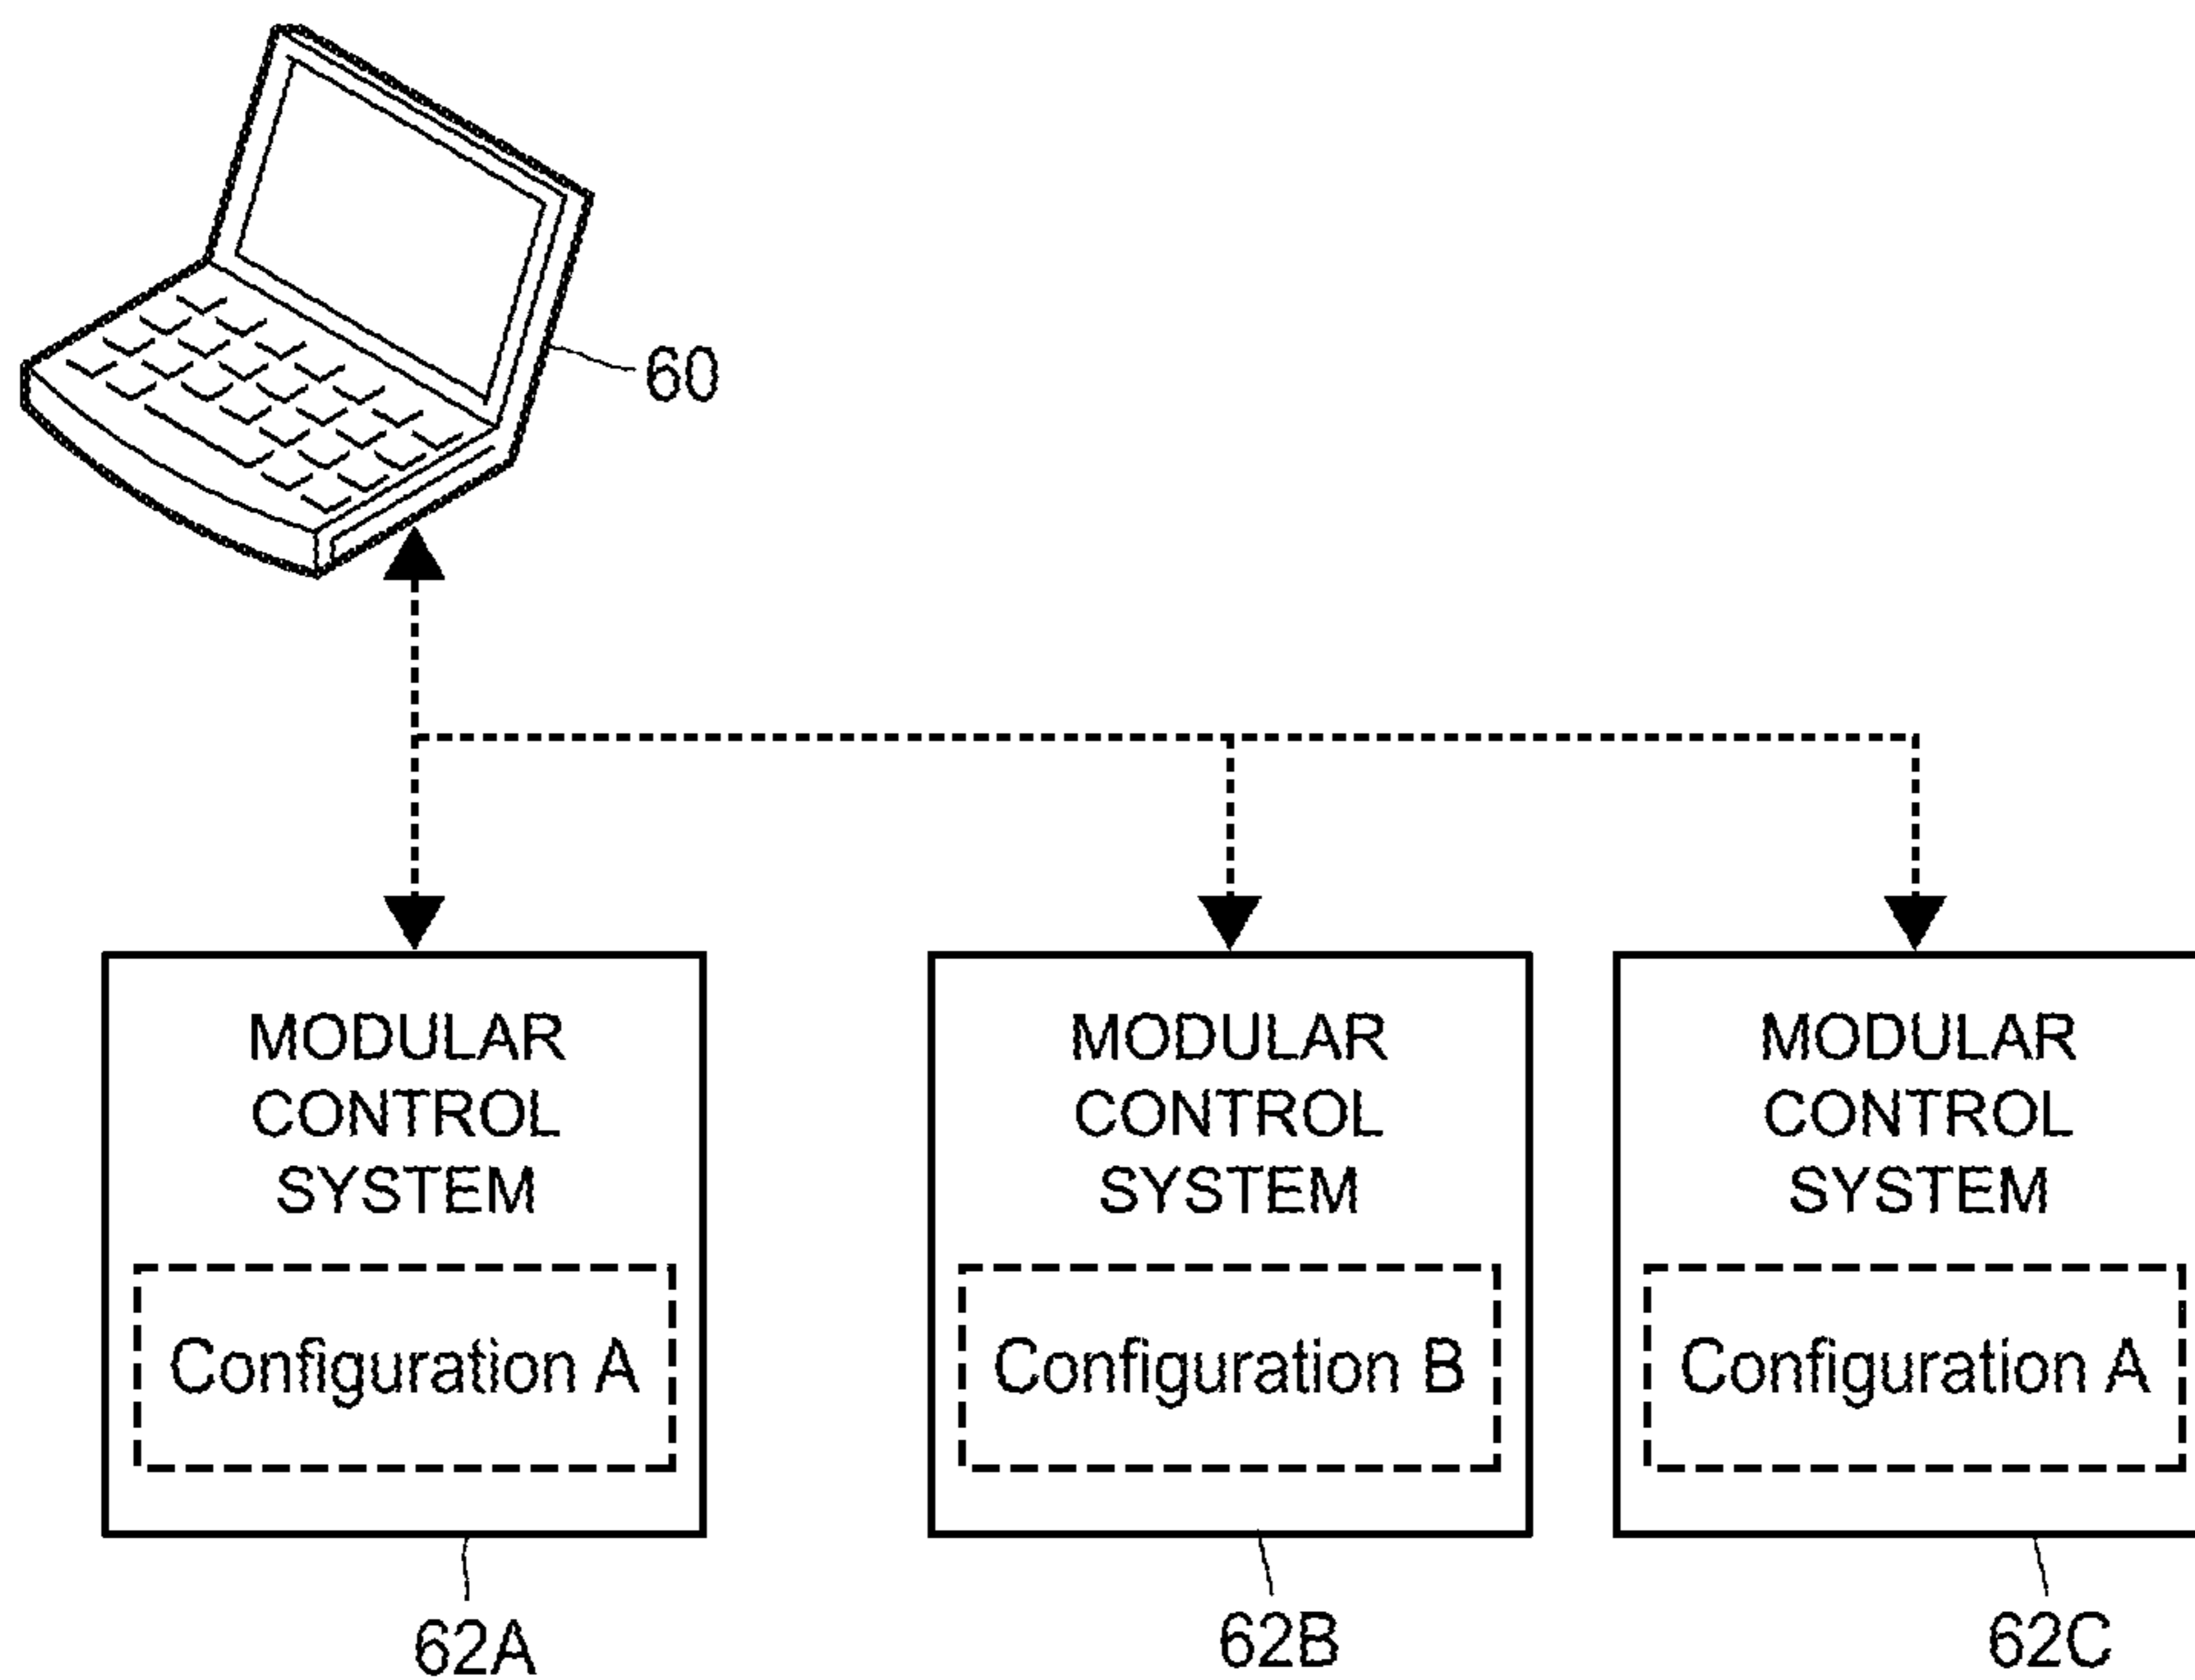 60
MODULAR
CONTROL
SYSTEM
Configuration A
62A
MODULAR
CONTROL
SYSTEM
Configuration B
62B
MODULAR
CONTROL
SYSTEM
Configuration A
62C